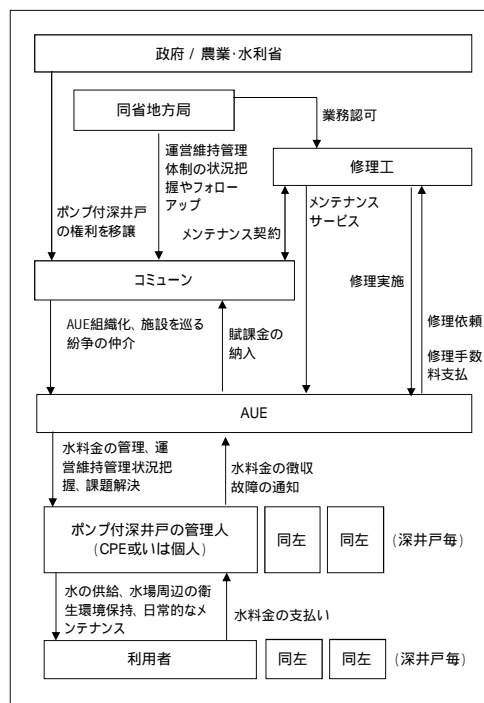 政府 / 農業･水利省
同省地方局
業務認可
運営維持管理
体制の状況把
握やフォロー
アップ
修理工
ポンプ付深井戸
の権利を移譲
メンテナンス契約
メンテナンス
サービス
コミューン
修理実施
AUE組織化、施設を巡る
紛争の仲介
賦課金の
納入
修理依頼
修理手数
料支払
AUE
水料金の管理、運
営維持管理状況把
握、課題解決
水料金の徴収
故障の通知
ポンプ付深井戸の管理人
(CPE或いは個人)
同左
同左
(深井戸毎)
水の供給、水場周辺の衛
生環境保持、日常的なメ
ンテナンス
水料金の支払い
利用者
同左
同左
(深井戸毎)